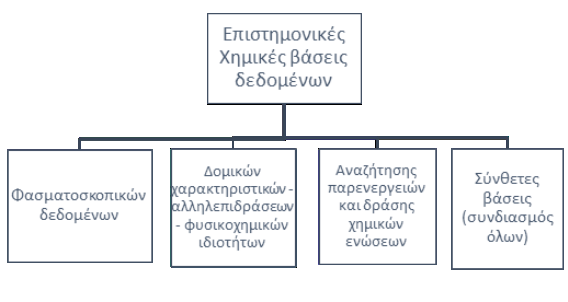 Επιστημονικές
Χημικές βάσεις
δεδομένων
Φασματοσκοπικών
δεδομένων
Δομικών
χαρακτηριστικών -
αλληλεπιδράσεων
- φυσικοχημικών
ιδιοτήτων
Αναζήτησης
παρενεργειών
και δράσης
χημικών
ενώσεων
Σύνθετες
βάσεις
(συνδιασμός
όλων)